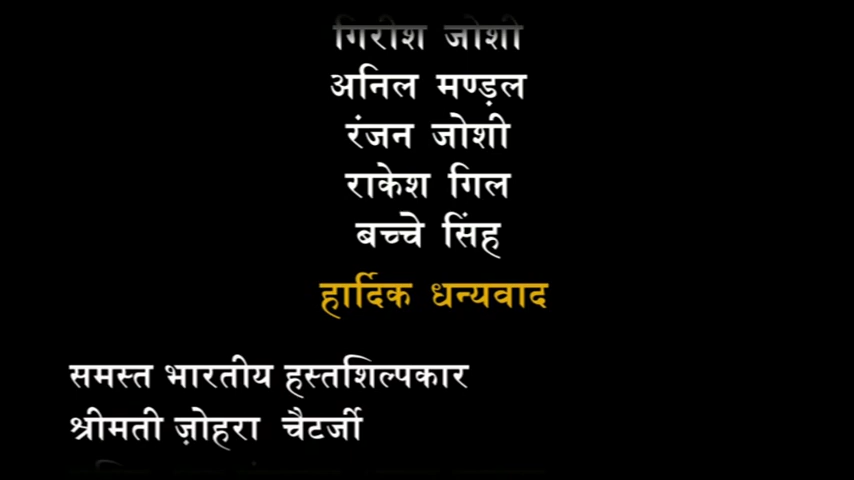 गिरीश जोशी
अनिल मण्ड़ल
रंजन जोशी
राकेश गिल
बच्चे सिंह
हार्दिक धन्यवाद
समस्त भारतीय हस्तशिल्पकार
श्रीमती ज़ोहरा चैटर्जी